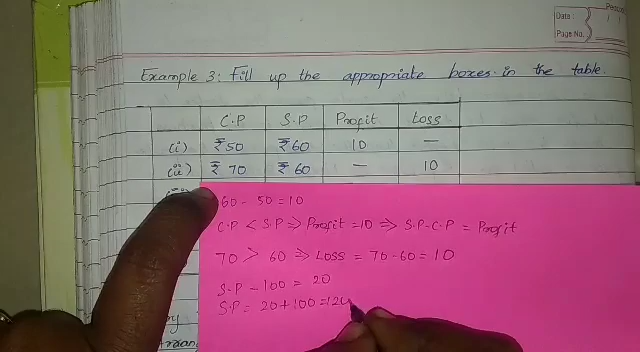 Date :
Page No.
Example 3: Fill up the appropriate boxes in the table.
C.P S.P Profit Loss
(i) ₹50 ₹60 10 —
(ii) ₹ 70 ₹ 60 — 10
60 - 50 = 10
C.P < S.P ⇒ Profit = 10 ⇒ S.P - C.P = Profit
70 > 60 ⇒ Loss = 70 - 60 = 10
S.P - 100 = 20
S.P = 20 + 100 = 120